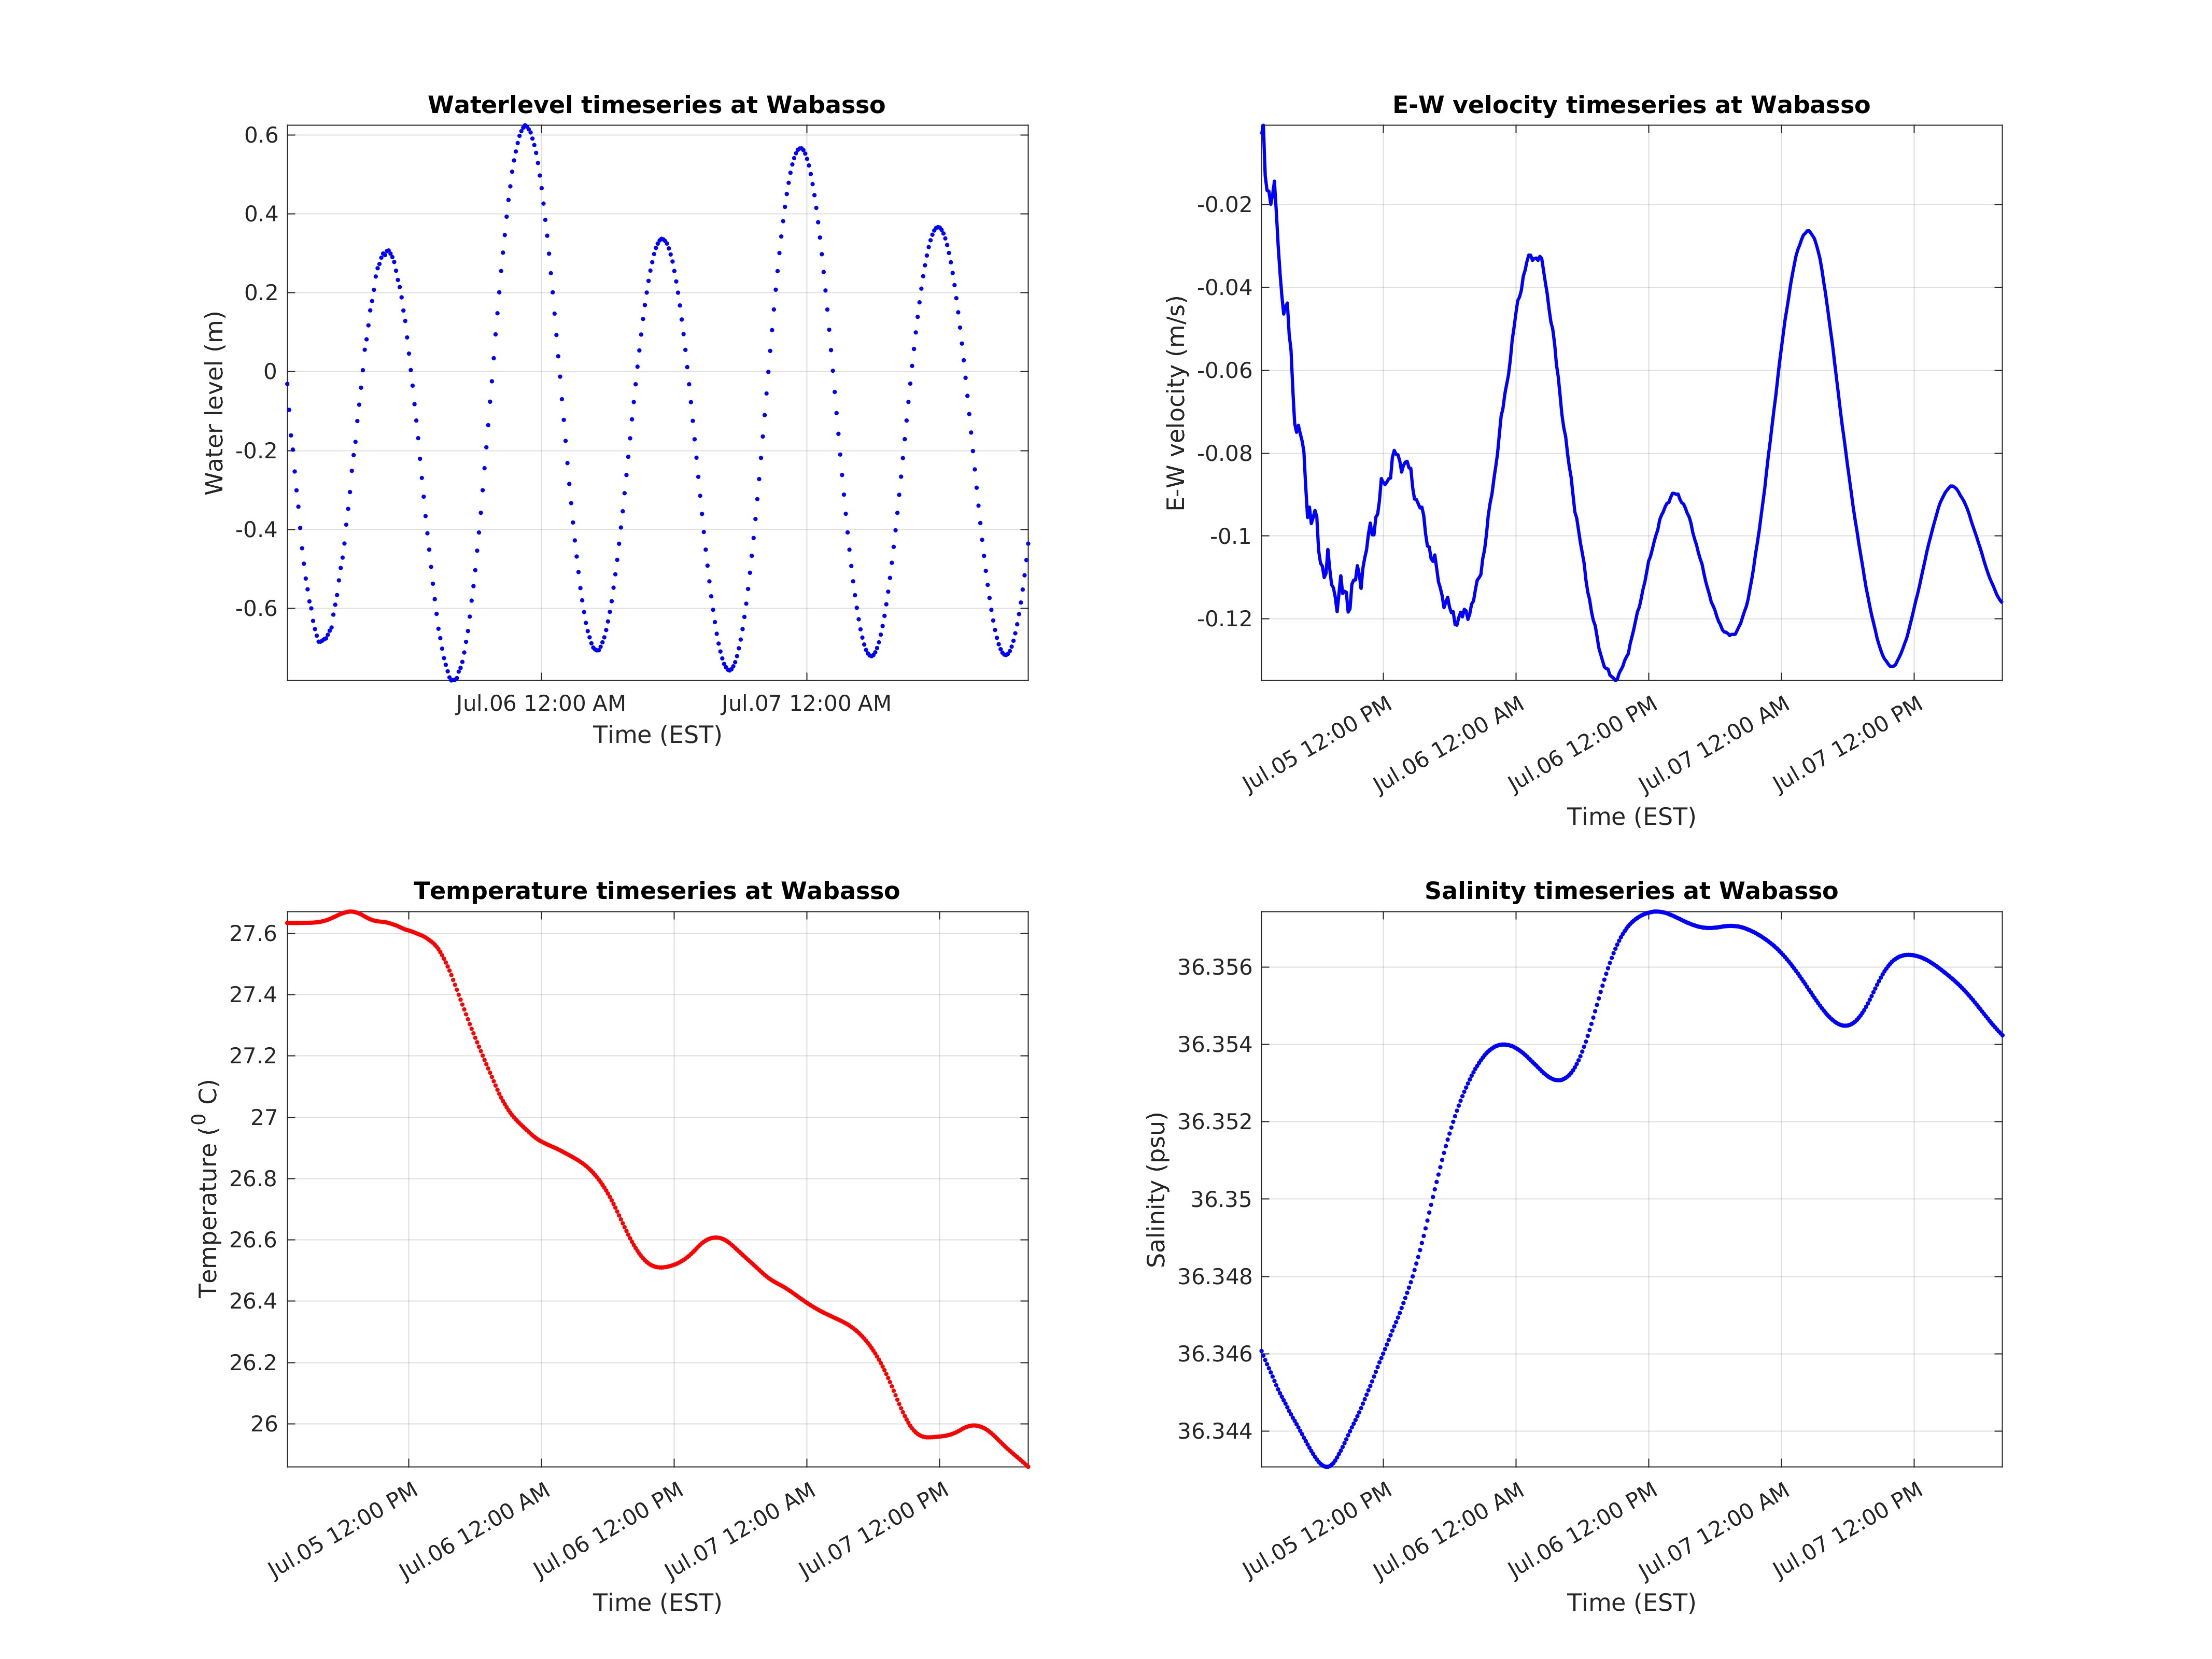 Waterlevel timeseries at Wabasso
0.6
0.4
0.2
0
-0.2
-0.4
-0.6
Water level (m)
Jul.06 12:00 AM
Jul.07 12:00 AM
Time (EST)
E-W velocity timeseries at Wabasso
-0.02
-0.04
-0.06
-0.08
-0.1
-0.12
E-W velocity (m/s)
Jul.05 12:00 PM
Jul.06 12:00 AM
Jul.06 12:00 PM
Jul.07 12:00 AM
Jul.07 12:00 PM
Time (EST)
Temperature timeseries at Wabasso
27.6
27.4
27.2
27
26.8
26.6
26.4
26.2
26
Temperature (⁰ C)
Jul.05 12:00 PM
Jul.06 12:00 AM
Jul.06 12:00 PM
Jul.07 12:00 AM
Jul.07 12:00 PM
Time (EST)
Salinity timeseries at Wabasso
36.356
36.354
36.352
36.35
36.348
36.346
36.344
Salinity (psu)
Jul.05 12:00 PM
Jul.06 12:00 AM
Jul.06 12:00 PM
Jul.07 12:00 AM
Jul.07 12:00 PM
Time (EST)